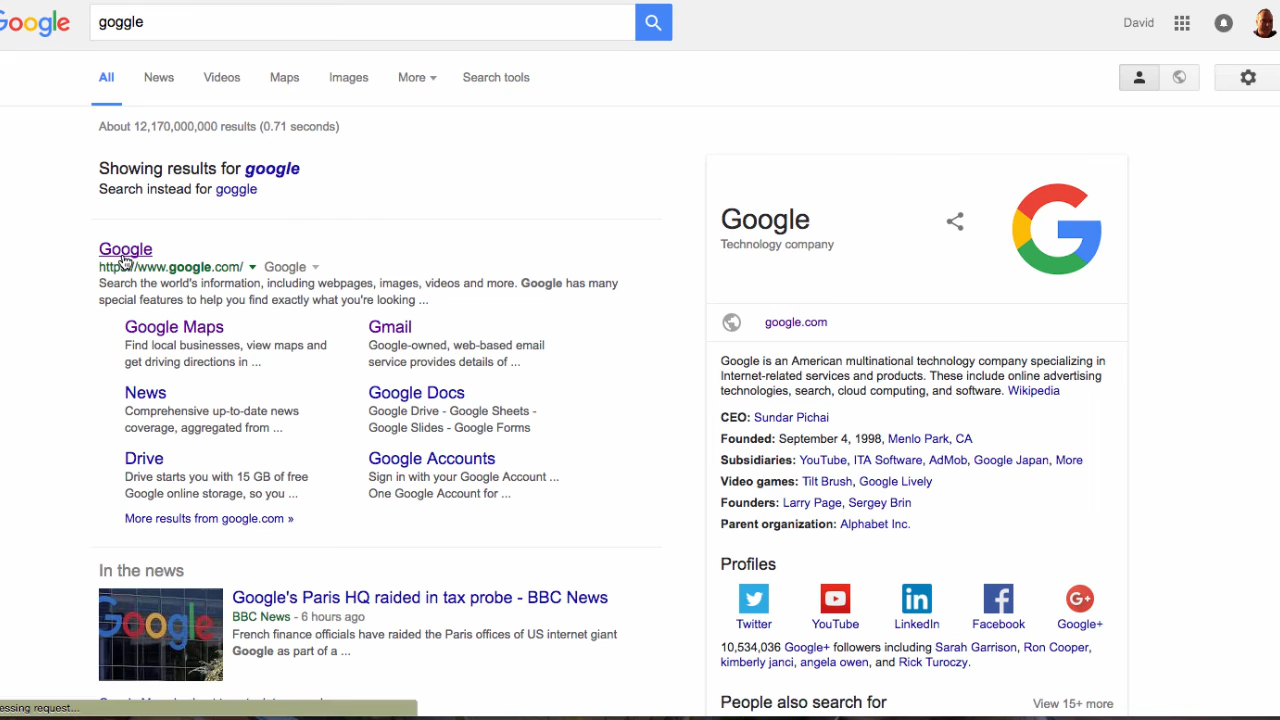 Google
goggle
David
All News Videos Maps Images More Search tools
About 12,170,000,000 results (0.71 seconds)
Showing results for google
Search instead for goggle
Google
https://www.google.com/ Google
Search the world's information, including webpages, images, videos and more. Google has many
special features to help you find exactly what you're looking ...
Google Maps
Find local businesses, view maps and
get driving directions in ...
Gmail
Google-owned, web-based email
service provides details of ...
News
Comprehensive up-to-date news
coverage, aggregated from ...
Google Docs
Google Drive - Google Sheets -
Google Slides - Google Forms
Drive
Drive starts you with 15 GB of free
Google online storage, so you ...
Google Accounts
Sign in with your Google Account ...
One Google Account for ...
More results from google.com »
In the news
Google
Google's Paris HQ raided in tax probe - BBC News
BBC News - 6 hours ago
French finance officials have raided the Paris offices of US internet giant
Google as part of a ...
essing request...
Google
Technology company
google.com
Google is an American multinational technology company specializing in
Internet-related services and products. These include online advertising
technologies, search, cloud computing, and software. Wikipedia
CEO: Sundar Pichai
Founded: September 4, 1998, Menlo Park, CA
Subsidiaries: YouTube, ITA Software, AdMob, Google Japan, More
Video games: Tilt Brush, Google Lively
Founders: Larry Page, Sergey Brin
Parent organization: Alphabet Inc.
Profiles
Twitter YouTube LinkedIn Facebook Google+
10,534,036 Google+ followers including Sarah Garrison, Ron Cooper,
kimberly janci, angela owen, and Rick Turoczy.
People also search for View 15+ more